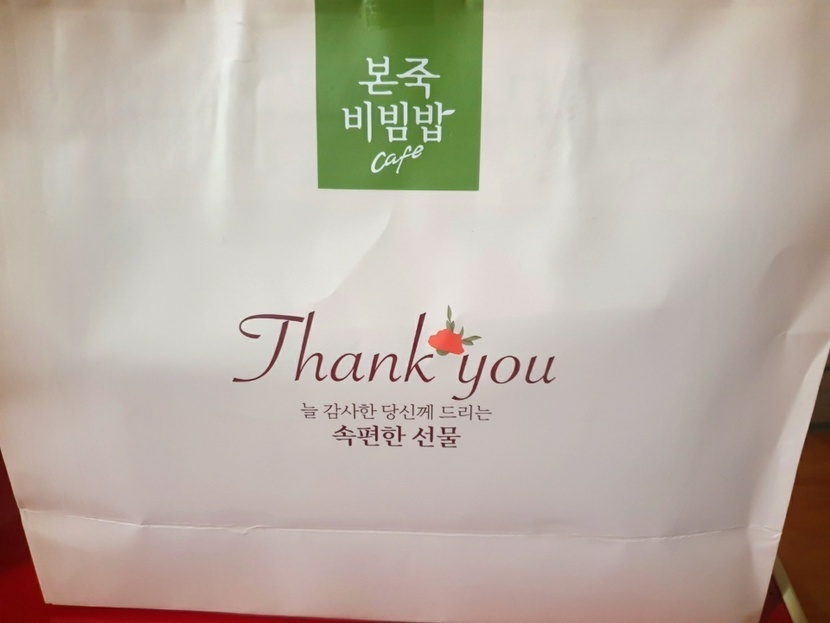 본죽
비빔밥
cafe
Thank you
늘 감사한 당신께 드리는
속편한 선물